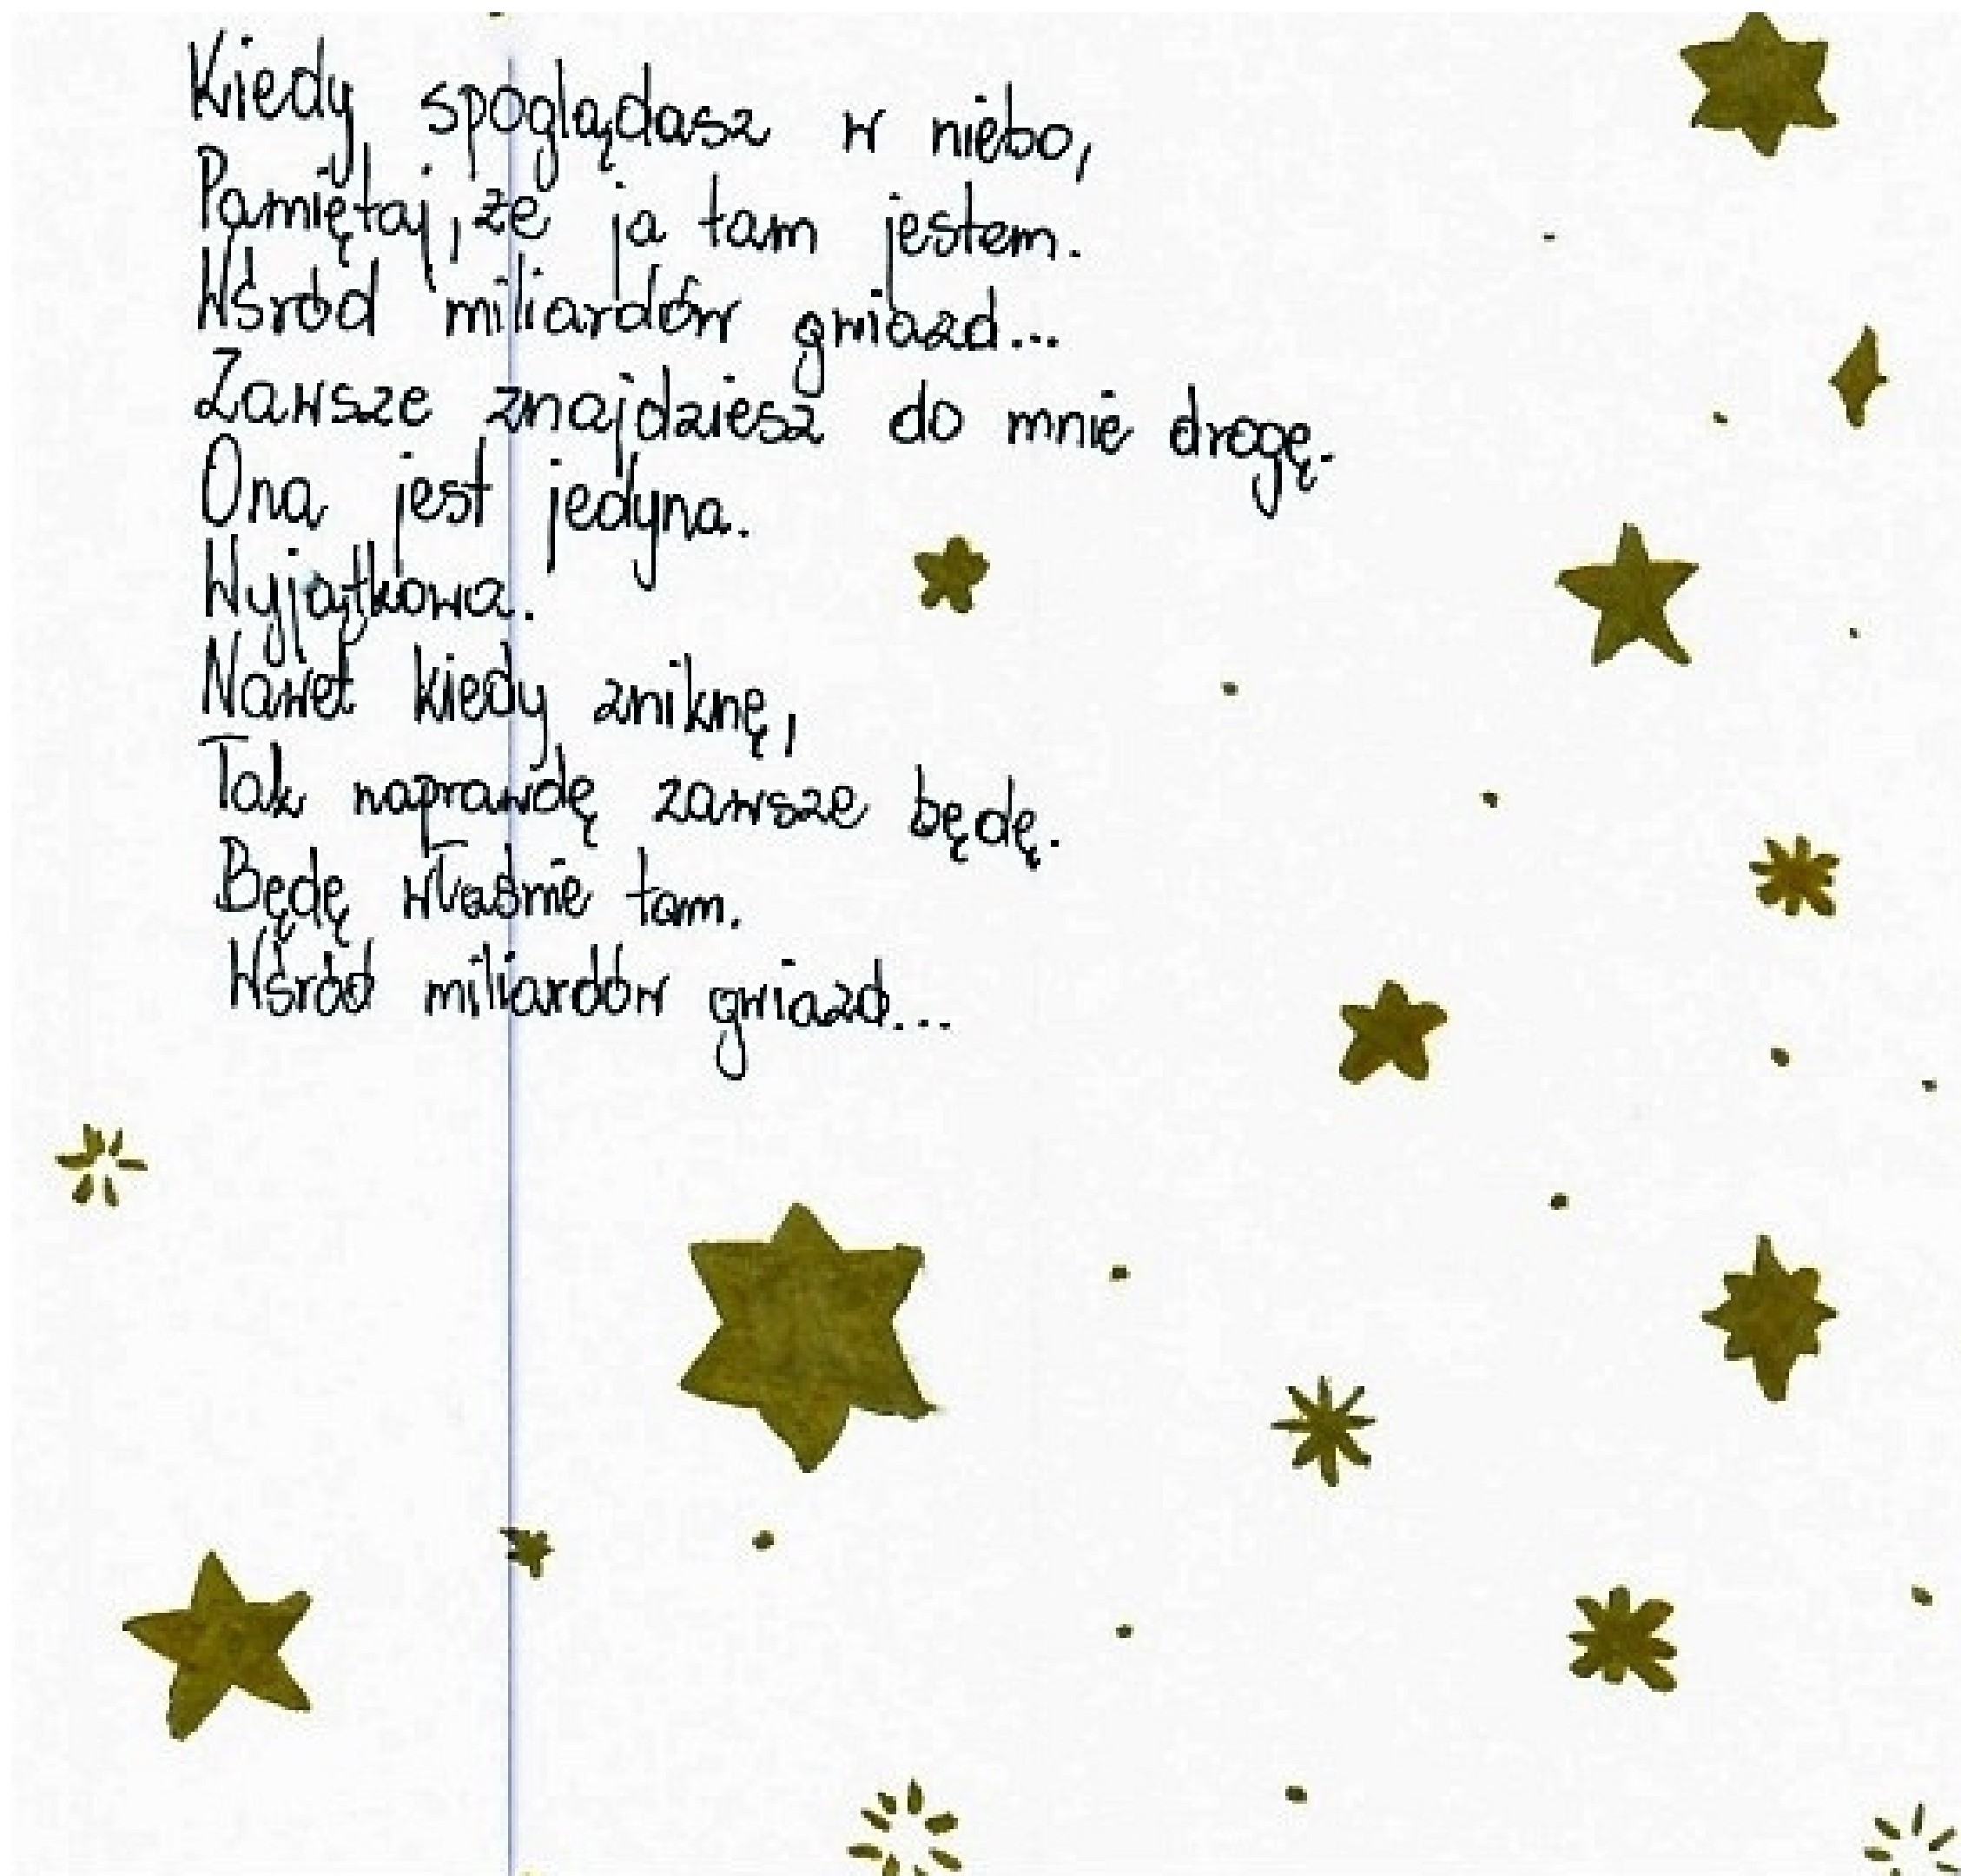 Kiedy spoglądasz w niebo,
Pamiętaj, że ja tam jestem.
Wśród miliardów gwiazd...
Zawsze znajdziesz do mnie drogę.
Ona jest jedyna.
Wyjątkowa.
Nawet kiedy zniknę,
Tak naprawdę zawsze będę.
Będę właśnie tam.
Wśród miliardów gwiazd...